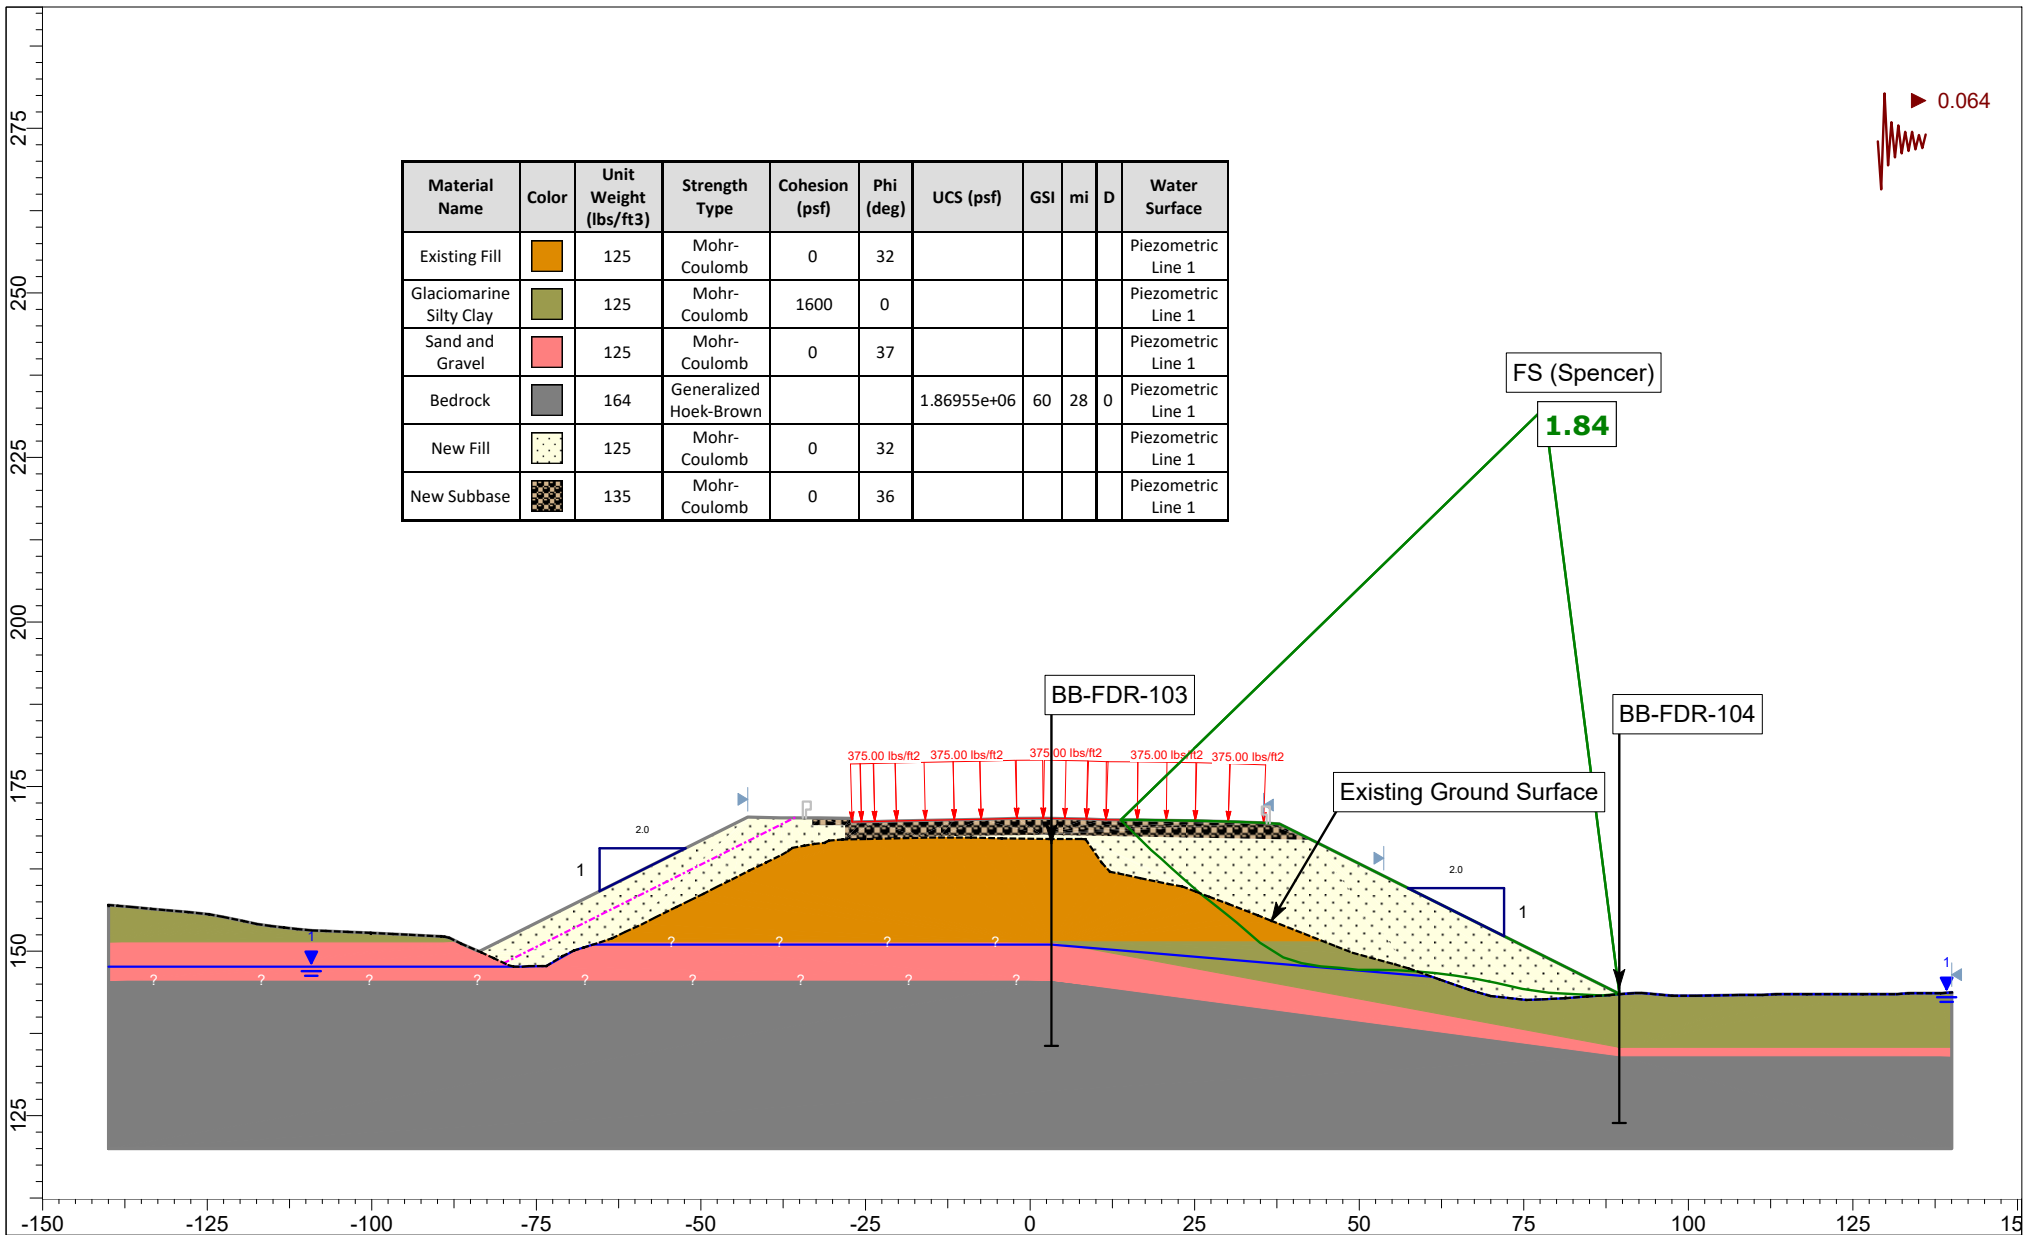 0.064
275
250
225
200
175
150
125
Material Name Color Unit Weight (lbs/ft3) Strength Type Cohesion (psf) Phi (deg) UCS (psf) GSI mi D Water Surface
Existing Fill 125 Mohr-Coulomb 0 32 Piezometric Line 1
Glaciomarine Silty Clay 125 Mohr-Coulomb 1600 0 Piezometric Line 1
Sand and Gravel 125 Mohr-Coulomb 0 37 Piezometric Line 1
Bedrock 164 Generalized Hoek-Brown 1.86955e+06 60 28 0 Piezometric Line 1
New Fill 125 Mohr-Coulomb 0 32 Piezometric Line 1
New Subbase 135 Mohr-Coulomb 0 36 Piezometric Line 1
FS (Spencer)
1.84
BB-FDR-103
BB-FDR-104
375.00 lbs/ft2 375.00 lbs/ft2 375.00 lbs/ft2 375.00 lbs/ft2 375.00 lbs/ft2
Existing Ground Surface
2.0
1
2.0
1
1
1
? ? ? ?
? ? ? ? ? ? ? ? ?
-150 -125 -100 -75 -50 -25 0 25 50 75 100 125 15